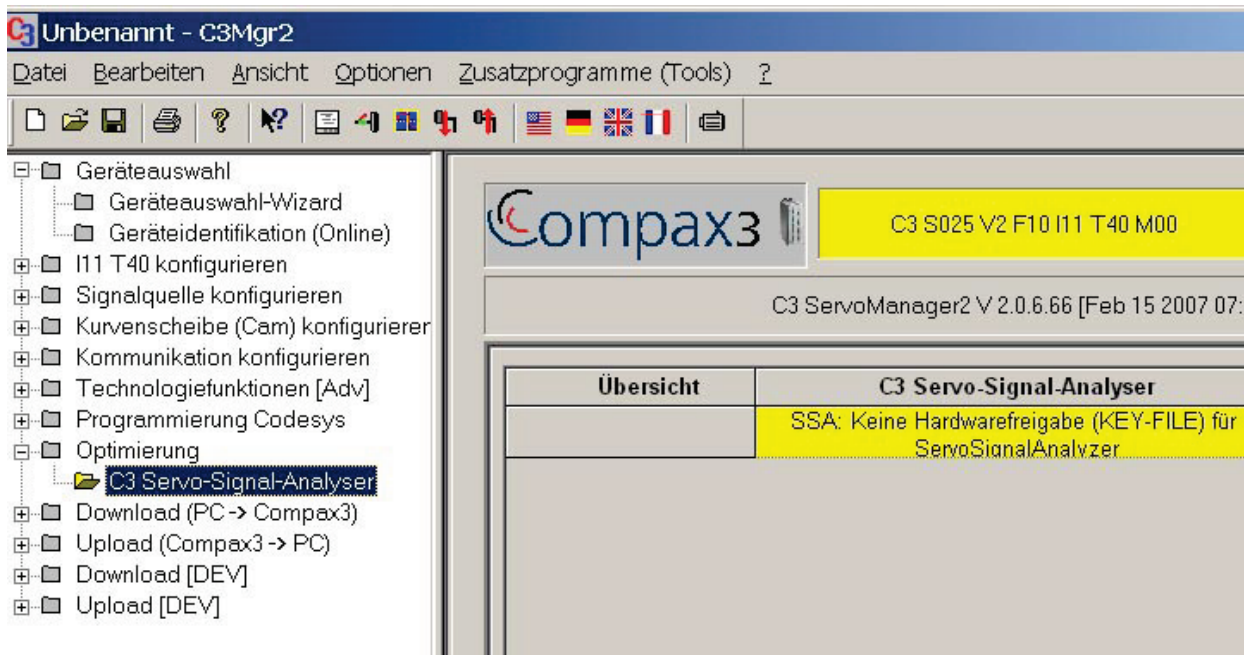 Unbenannt - C3Mgr2
Datei Bearbeiten Ansicht Optionen Zusatzprogramme (Tools) ?
Geräteauswahl
Geräteauswahl-Wizard
Geräteidentifikation (Online)
I11 T40 konfigurieren
Signalquelle konfigurieren
Kurvenscheibe (Cam) konfigurieren
Kommunikation konfigurieren
Technologiefunktionen [Adv]
Programmierung Codesys
Optimierung
C3 Servo-Signal-Analyser
Download (PC -> Compax3)
Upload (Compax3 -> PC)
Download [DEV]
Upload [DEV]
Compax3
C3 S025 V2 F10 I11 T40 M00
C3 ServoManager2 V 2.0.6.66 [Feb 15 2007 07:
Übersicht
C3 Servo-Signal-Analyser
SSA: Keine Hardwarefreigabe (KEY-FILE) für
ServoSignalAnalyzer